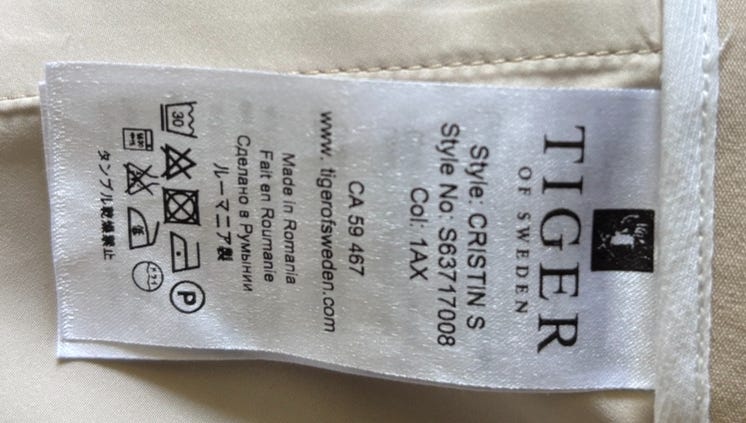 TIGER
OF SWEDEN
Style: CRISTIN S
Style No: S63717008
Col: 1AX
CA 59 467
www. tigerofsweden.com
Made in Romania
Fait en Roumanie
Сделано в Румынии
ルーマニア製
30
P
タンブル乾燥禁止